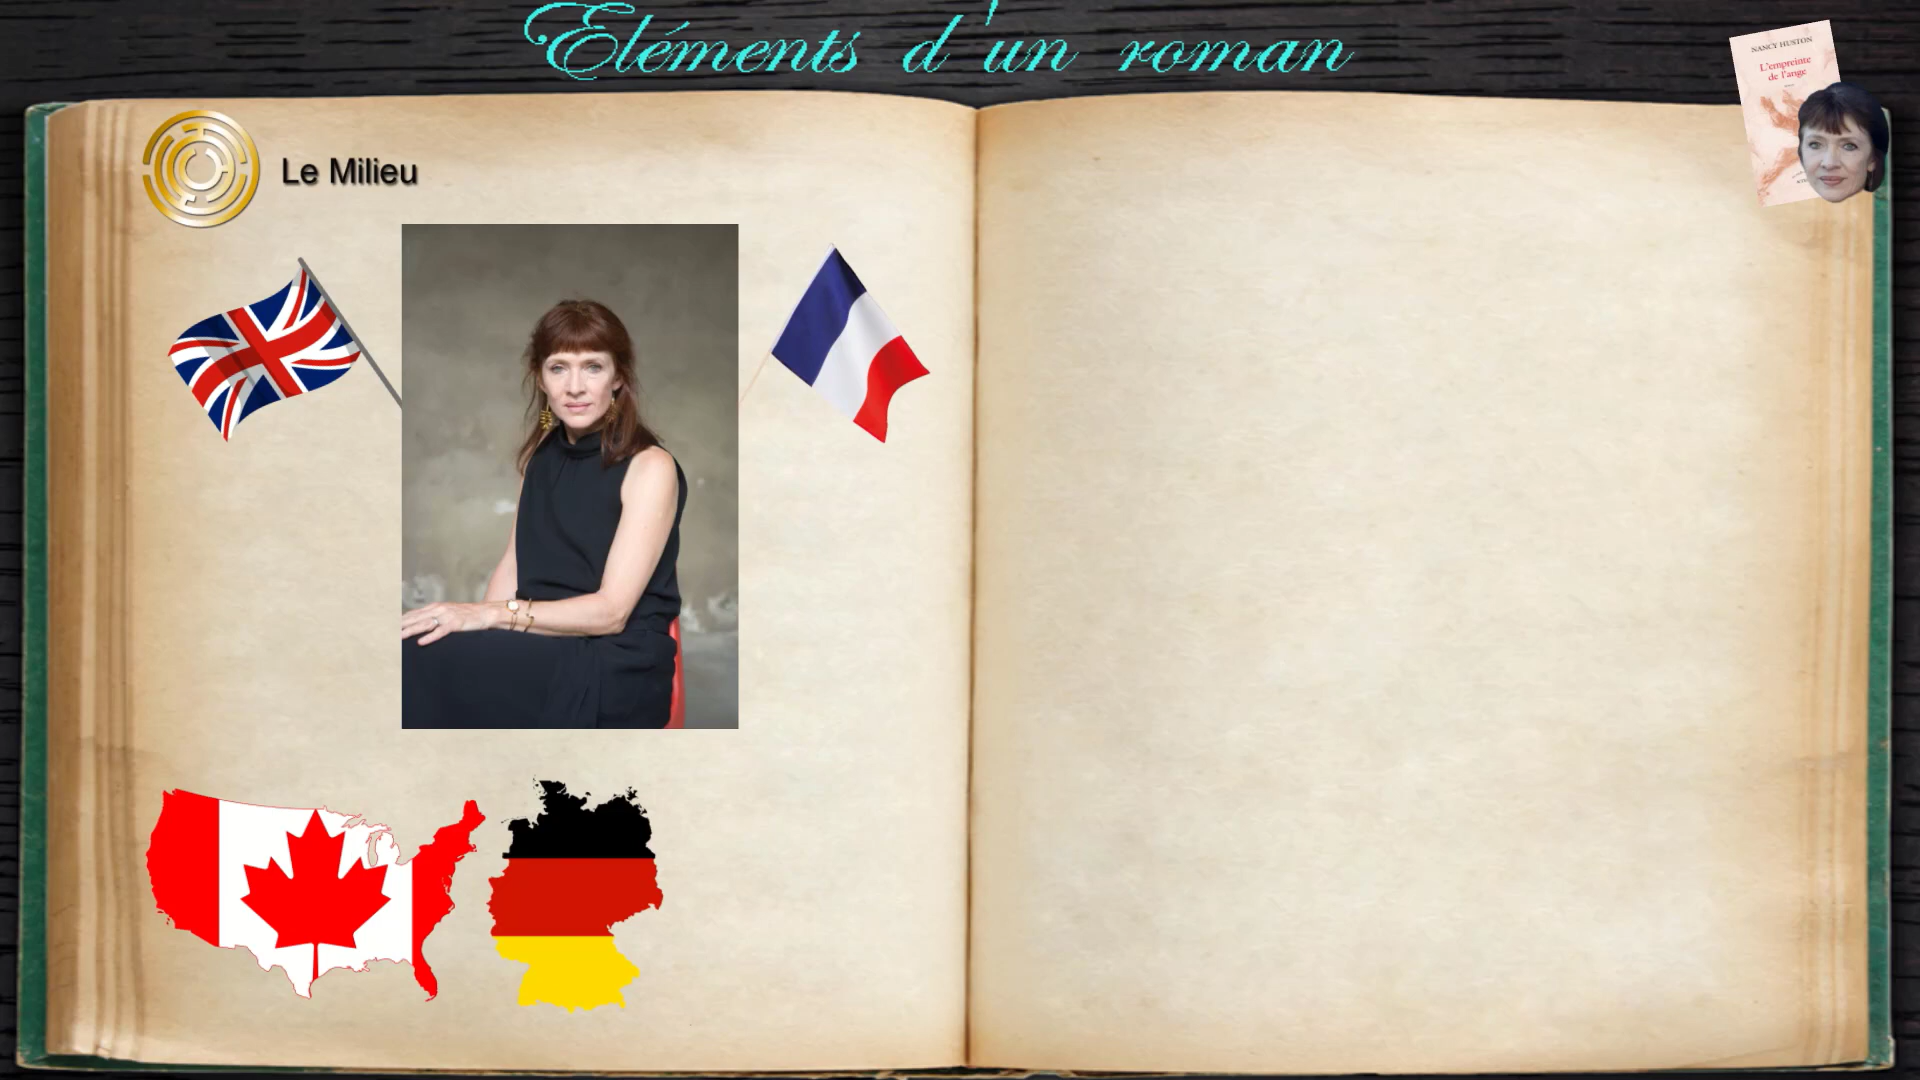 Eléments d'un roman
NANCY HUSTON
L'empreinte
de l'ange
Le Milieu